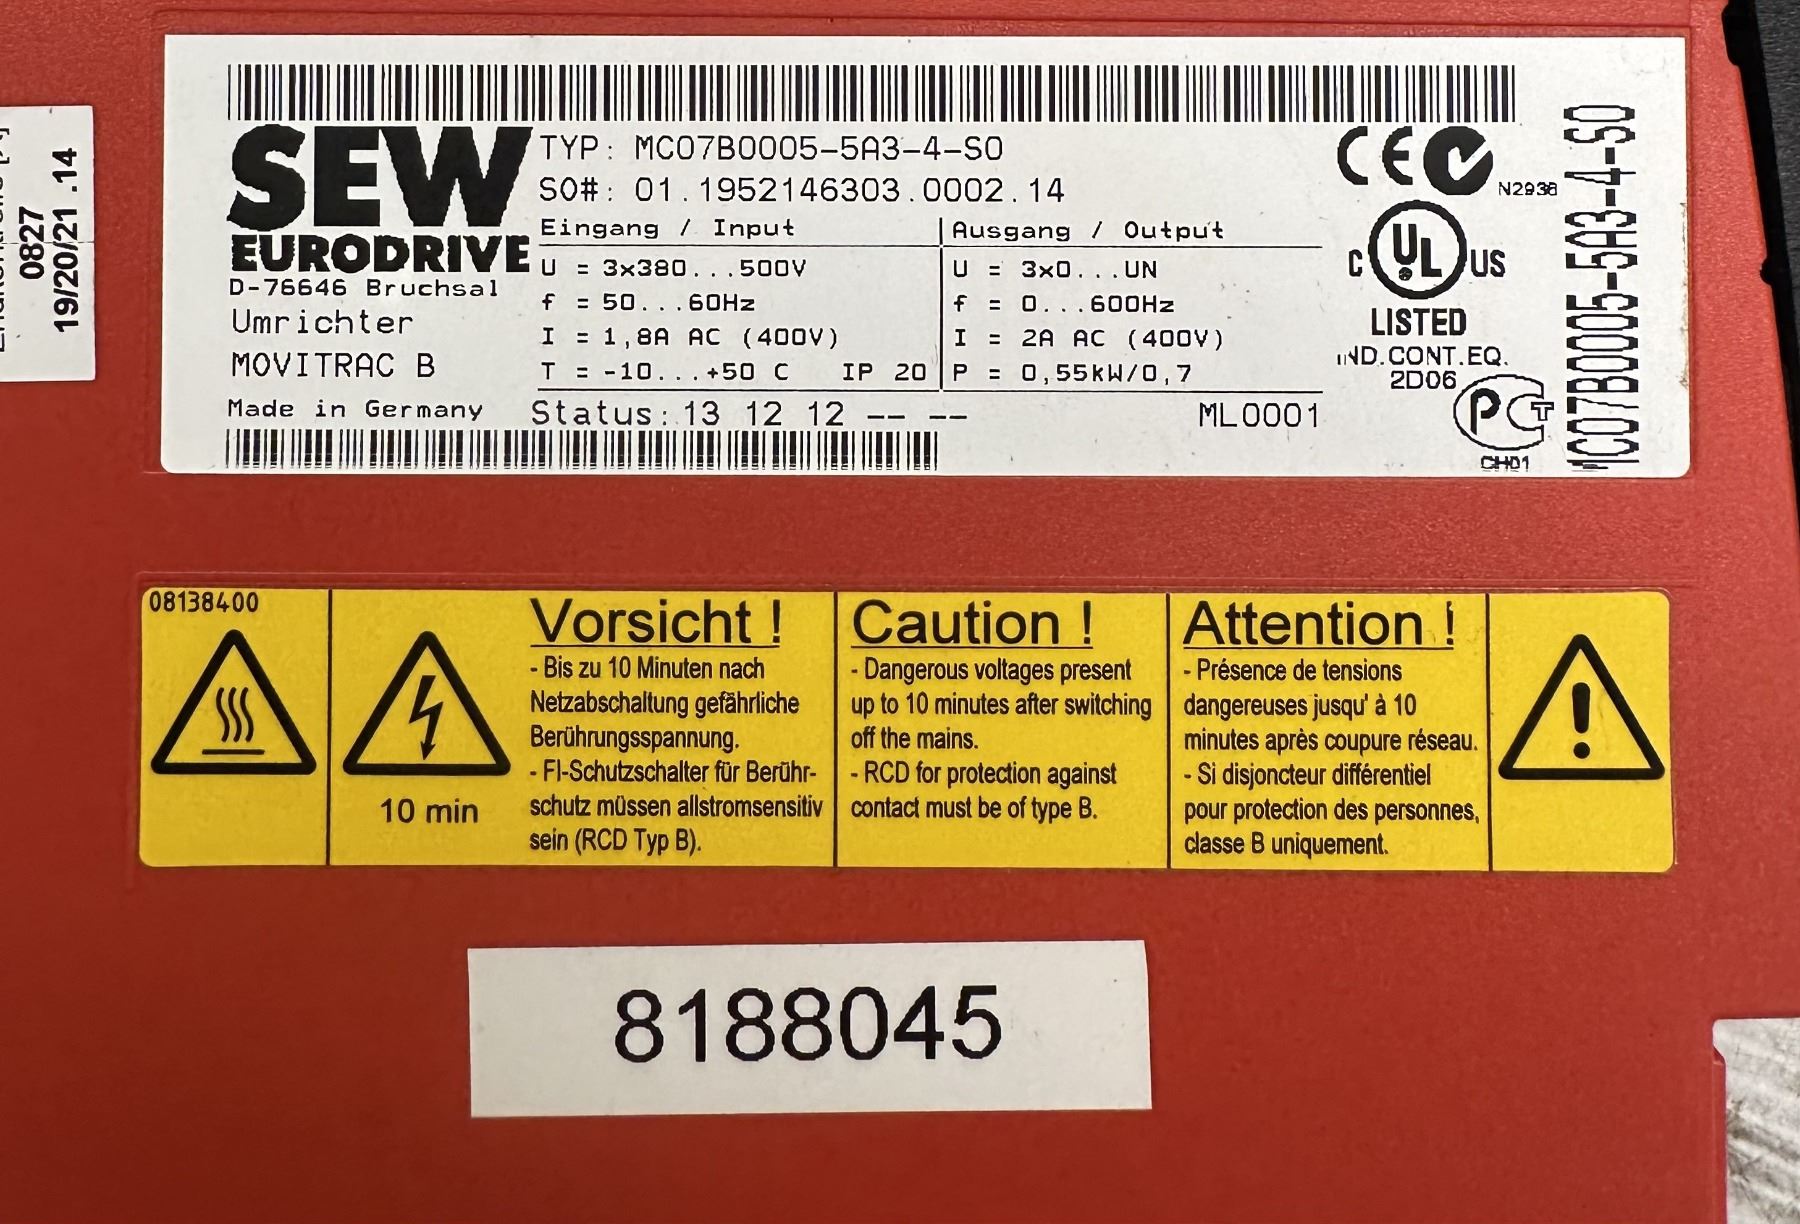 TYP: MC07B0005-5A3-4-S0
SO#: 01.1952146303.0002.14
SEW
EURODRIVE
D-76646 Bruchsal
Umrichter
MOVITRAC B
Made in Germany
Eingang / Input
U = 3x380...500V
f = 50...60Hz
I = 1,8A AC (400V)
T = -10...+50 C IP 20
Ausgang / Output
U = 3x0...UN
f = 0...600Hz
I = 2A AC (400V)
P = 0,55kW/0,7
Status: 13 12 12 -- --
ML0001
CE
N2936
C UL US
LISTED
IND.CONT.EQ.
2D06
PCT
CH01
MC07B0005-5A3-4-S0
0827
19/20/21 .14
08138400
10 min
Vorsicht !
- Bis zu 10 Minuten nach
Netzabschaltung gefährliche
Berührungsspannung.
- FI-Schutzschalter für Berühr-
schutz müssen allstromsensitiv
sein (RCD Typ B).
Caution !
- Dangerous voltages present
up to 10 minutes after switching
off the mains.
- RCD for protection against
contact must be of type B.
Attention !
- Présence de tensions
dangereuses jusqu' à 10
minutes après coupure réseau.
- Si disjoncteur différentiel
pour protection des personnes,
classe B uniquement.
8188045